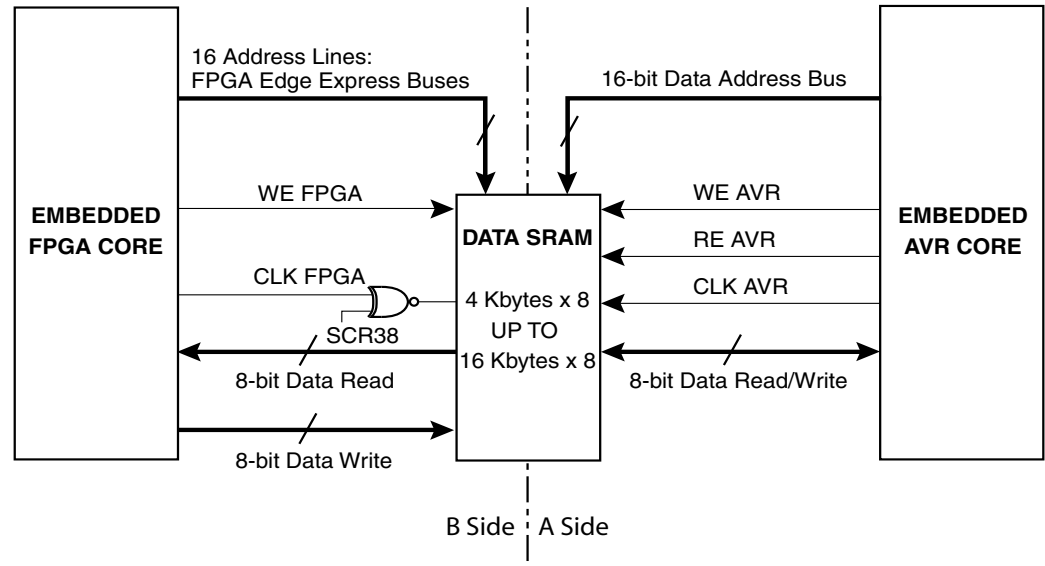 16 Address Lines:
FPGA Edge Express Buses
16-bit Data Address Bus
WE FPGA
WE AVR
EMBEDDED
FPGA CORE
DATA SRAM
EMBEDDED
AVR CORE
RE AVR
CLK FPGA
CLK AVR
4 Kbytes x 8
UP TO
16 Kbytes x 8
SCR38
8-bit Data Read
8-bit Data Read/Write
8-bit Data Write
B Side
A Side